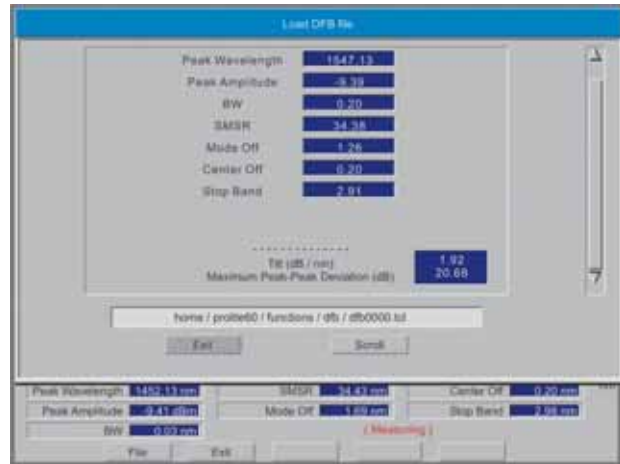 Load DFB file
Peak Wavelength 1547.13
Peak Amplitude -9.39
BW 0.20
SMSR 34.38
Mode Off 1.26
Center Off 0.20
Stop Band 2.91
Tilt (dB / nm) 1.92
Maximum Peak-Peak Deviation (dB) 20.68
home / prolite60 / functions / dfb / dfb0000.tol
Exit Scroll
Peak Wavelength nm SMSR 34.43 nm Center Off 0.20 nm
Peak Amplitude -9.41 dBm Mode Off 1.69 nm Stop Band 2.98 nm
BW 0.03 nm ( Measuring )
File Exit